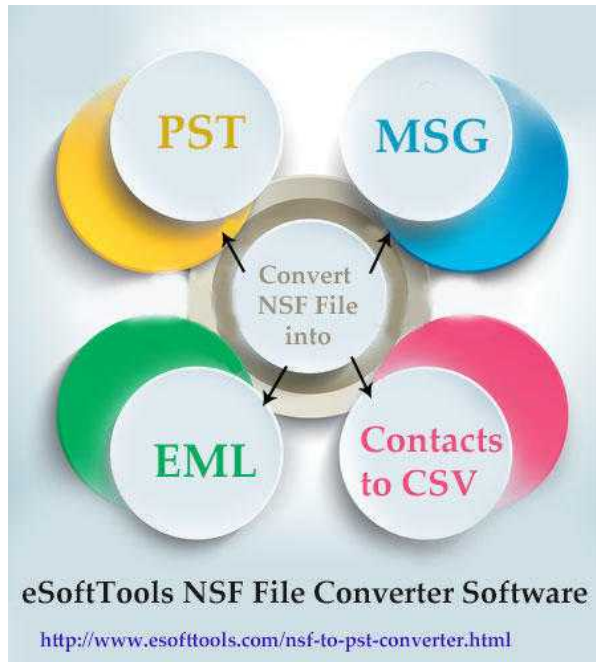 PST
MSG
Convert
NSF File
into
EML
Contacts
to CSV
eSoftTools NSF File Converter Software
http://www.esofttools.com/nsf-to-pst-converter.html